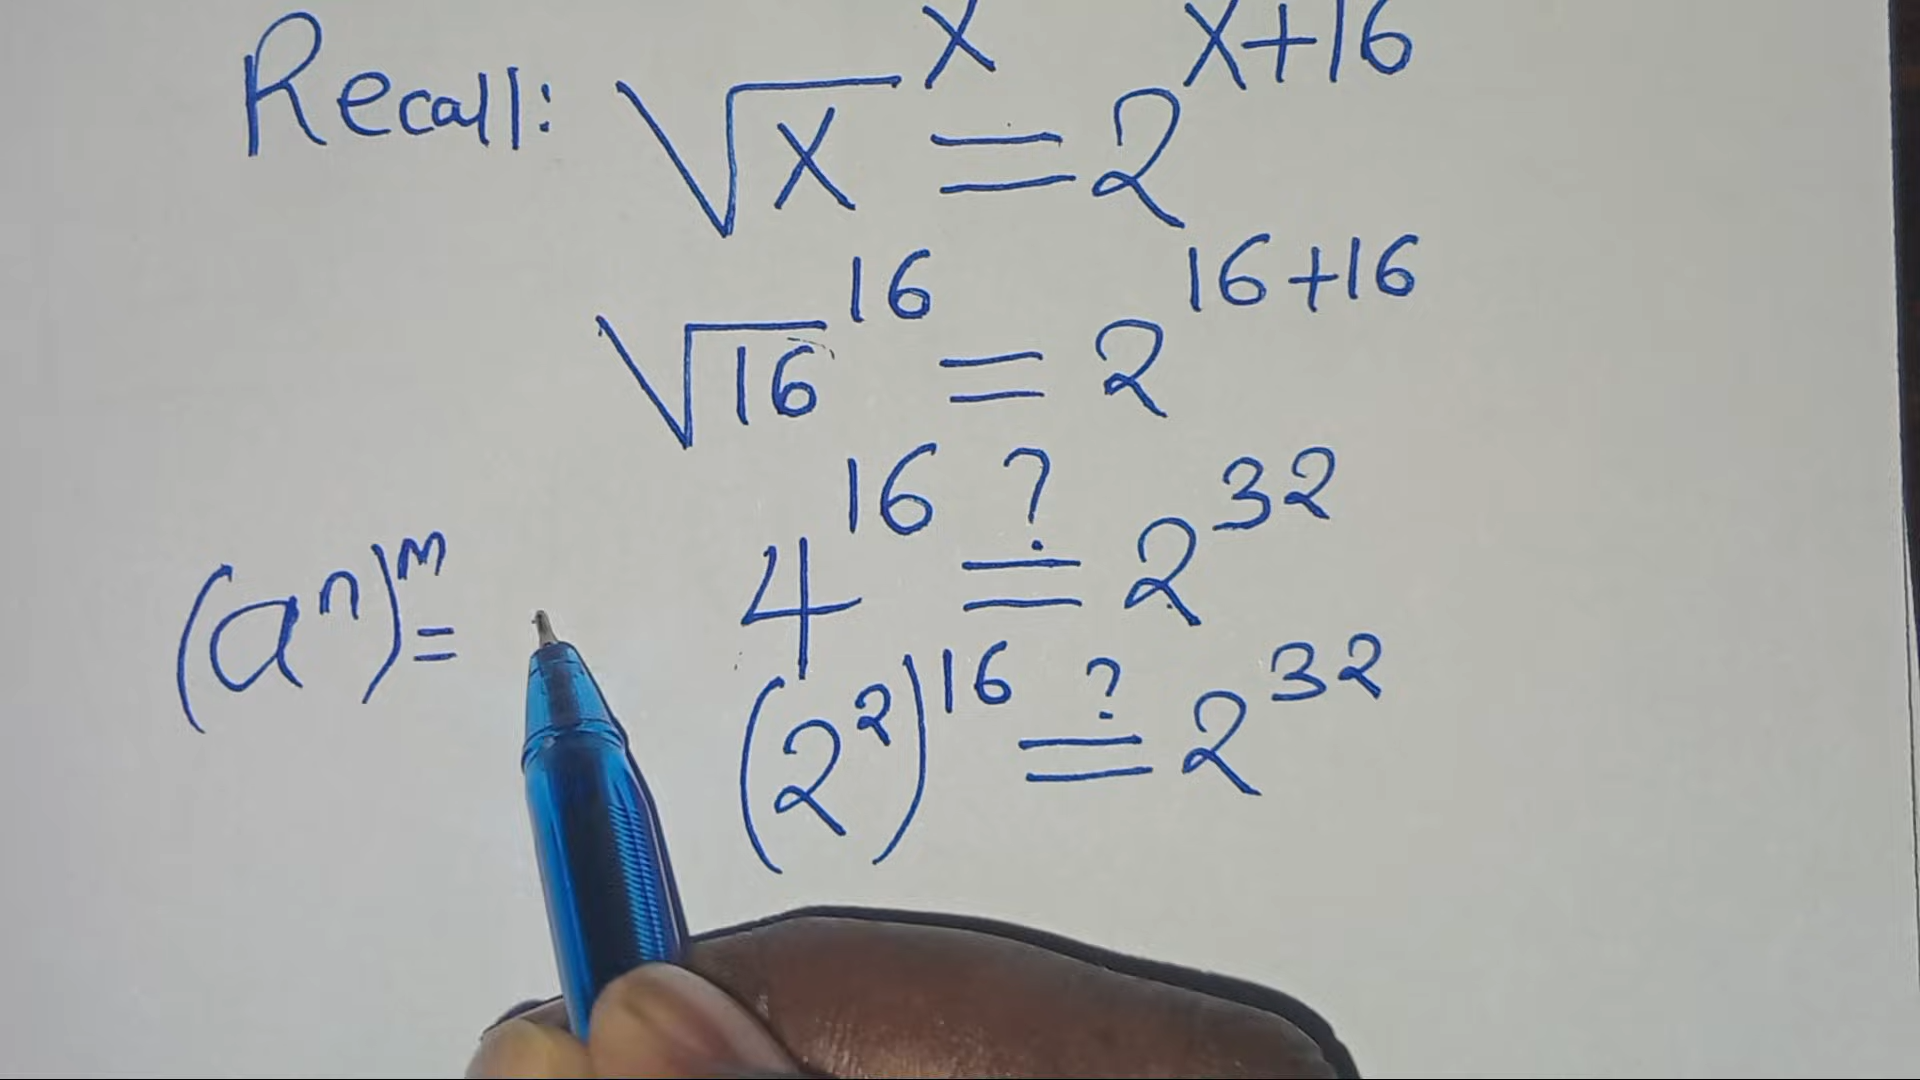 Recall: √x^x = 2^x+16
√16^16 = 2^16+16
4^16 ?= 2^32
(a^n)^m =
(2^2)^16 ?= 2^32